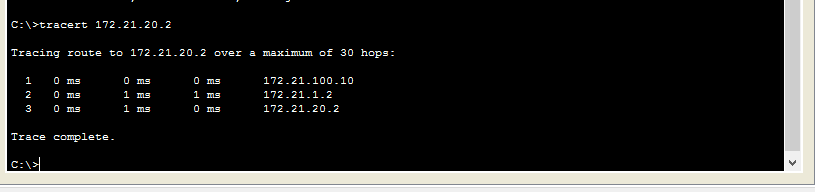 C:\>tracert 172.21.20.2
Tracing route to 172.21.20.2 over a maximum of 30 hops:
1 0 ms 0 ms 0 ms 172.21.100.10
2 0 ms 1 ms 1 ms 172.21.1.2
3 0 ms 1 ms 0 ms 172.21.20.2
Trace complete.
C:\>